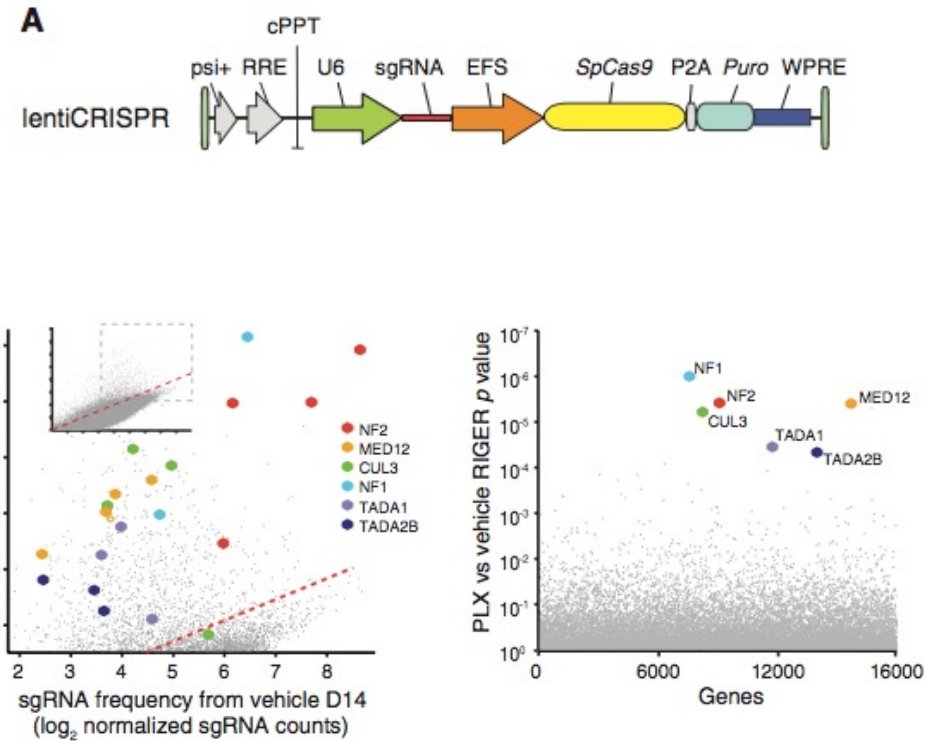 A
cPPT
psi+ RRE U6 sgRNA EFS SpCas9 P2A Puro WPRE
lentiCRISPR
NF2
MED12
CUL3
NF1
TADA1
TADA2B
2 3 4 5 6 7 8
sgRNA frequency from vehicle D14
(log₂ normalized sgRNA counts)
PLX vs vehicle RIGER p value
10⁻⁷
10⁻⁶
10⁻⁵
10⁻⁴
10⁻³
10⁻²
10⁻¹
10⁰
NF1
NF2
MED12
CUL3
TADA1
TADA2B
0 6000 12000 16000
Genes